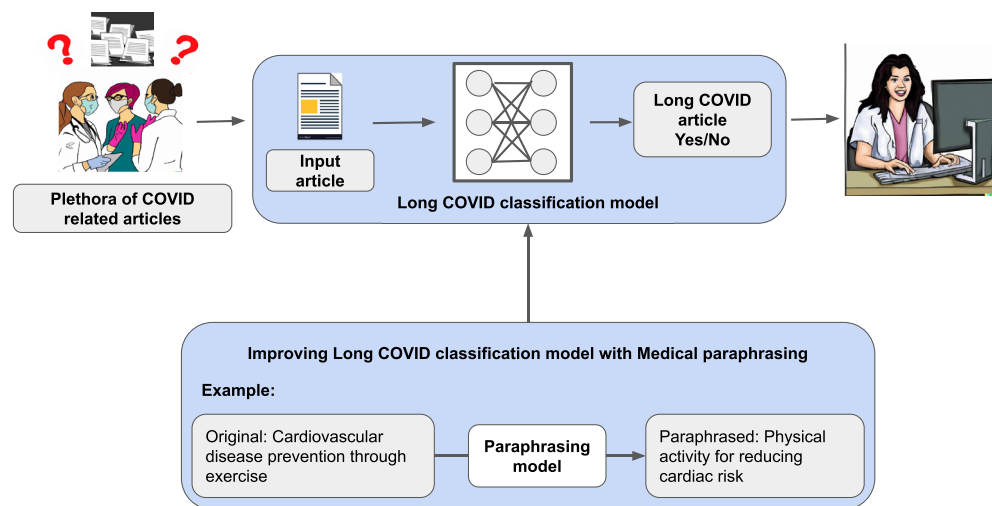 Plethora of COVID
related articles
Input
article
Long COVID
article
Yes/No
Long COVID classification model
Improving Long COVID classification model with Medical paraphrasing
Example:
Original: Cardiovascular
disease prevention through
exercise
Paraphrasing
model
Paraphrased: Physical
activity for reducing
cardiac risk